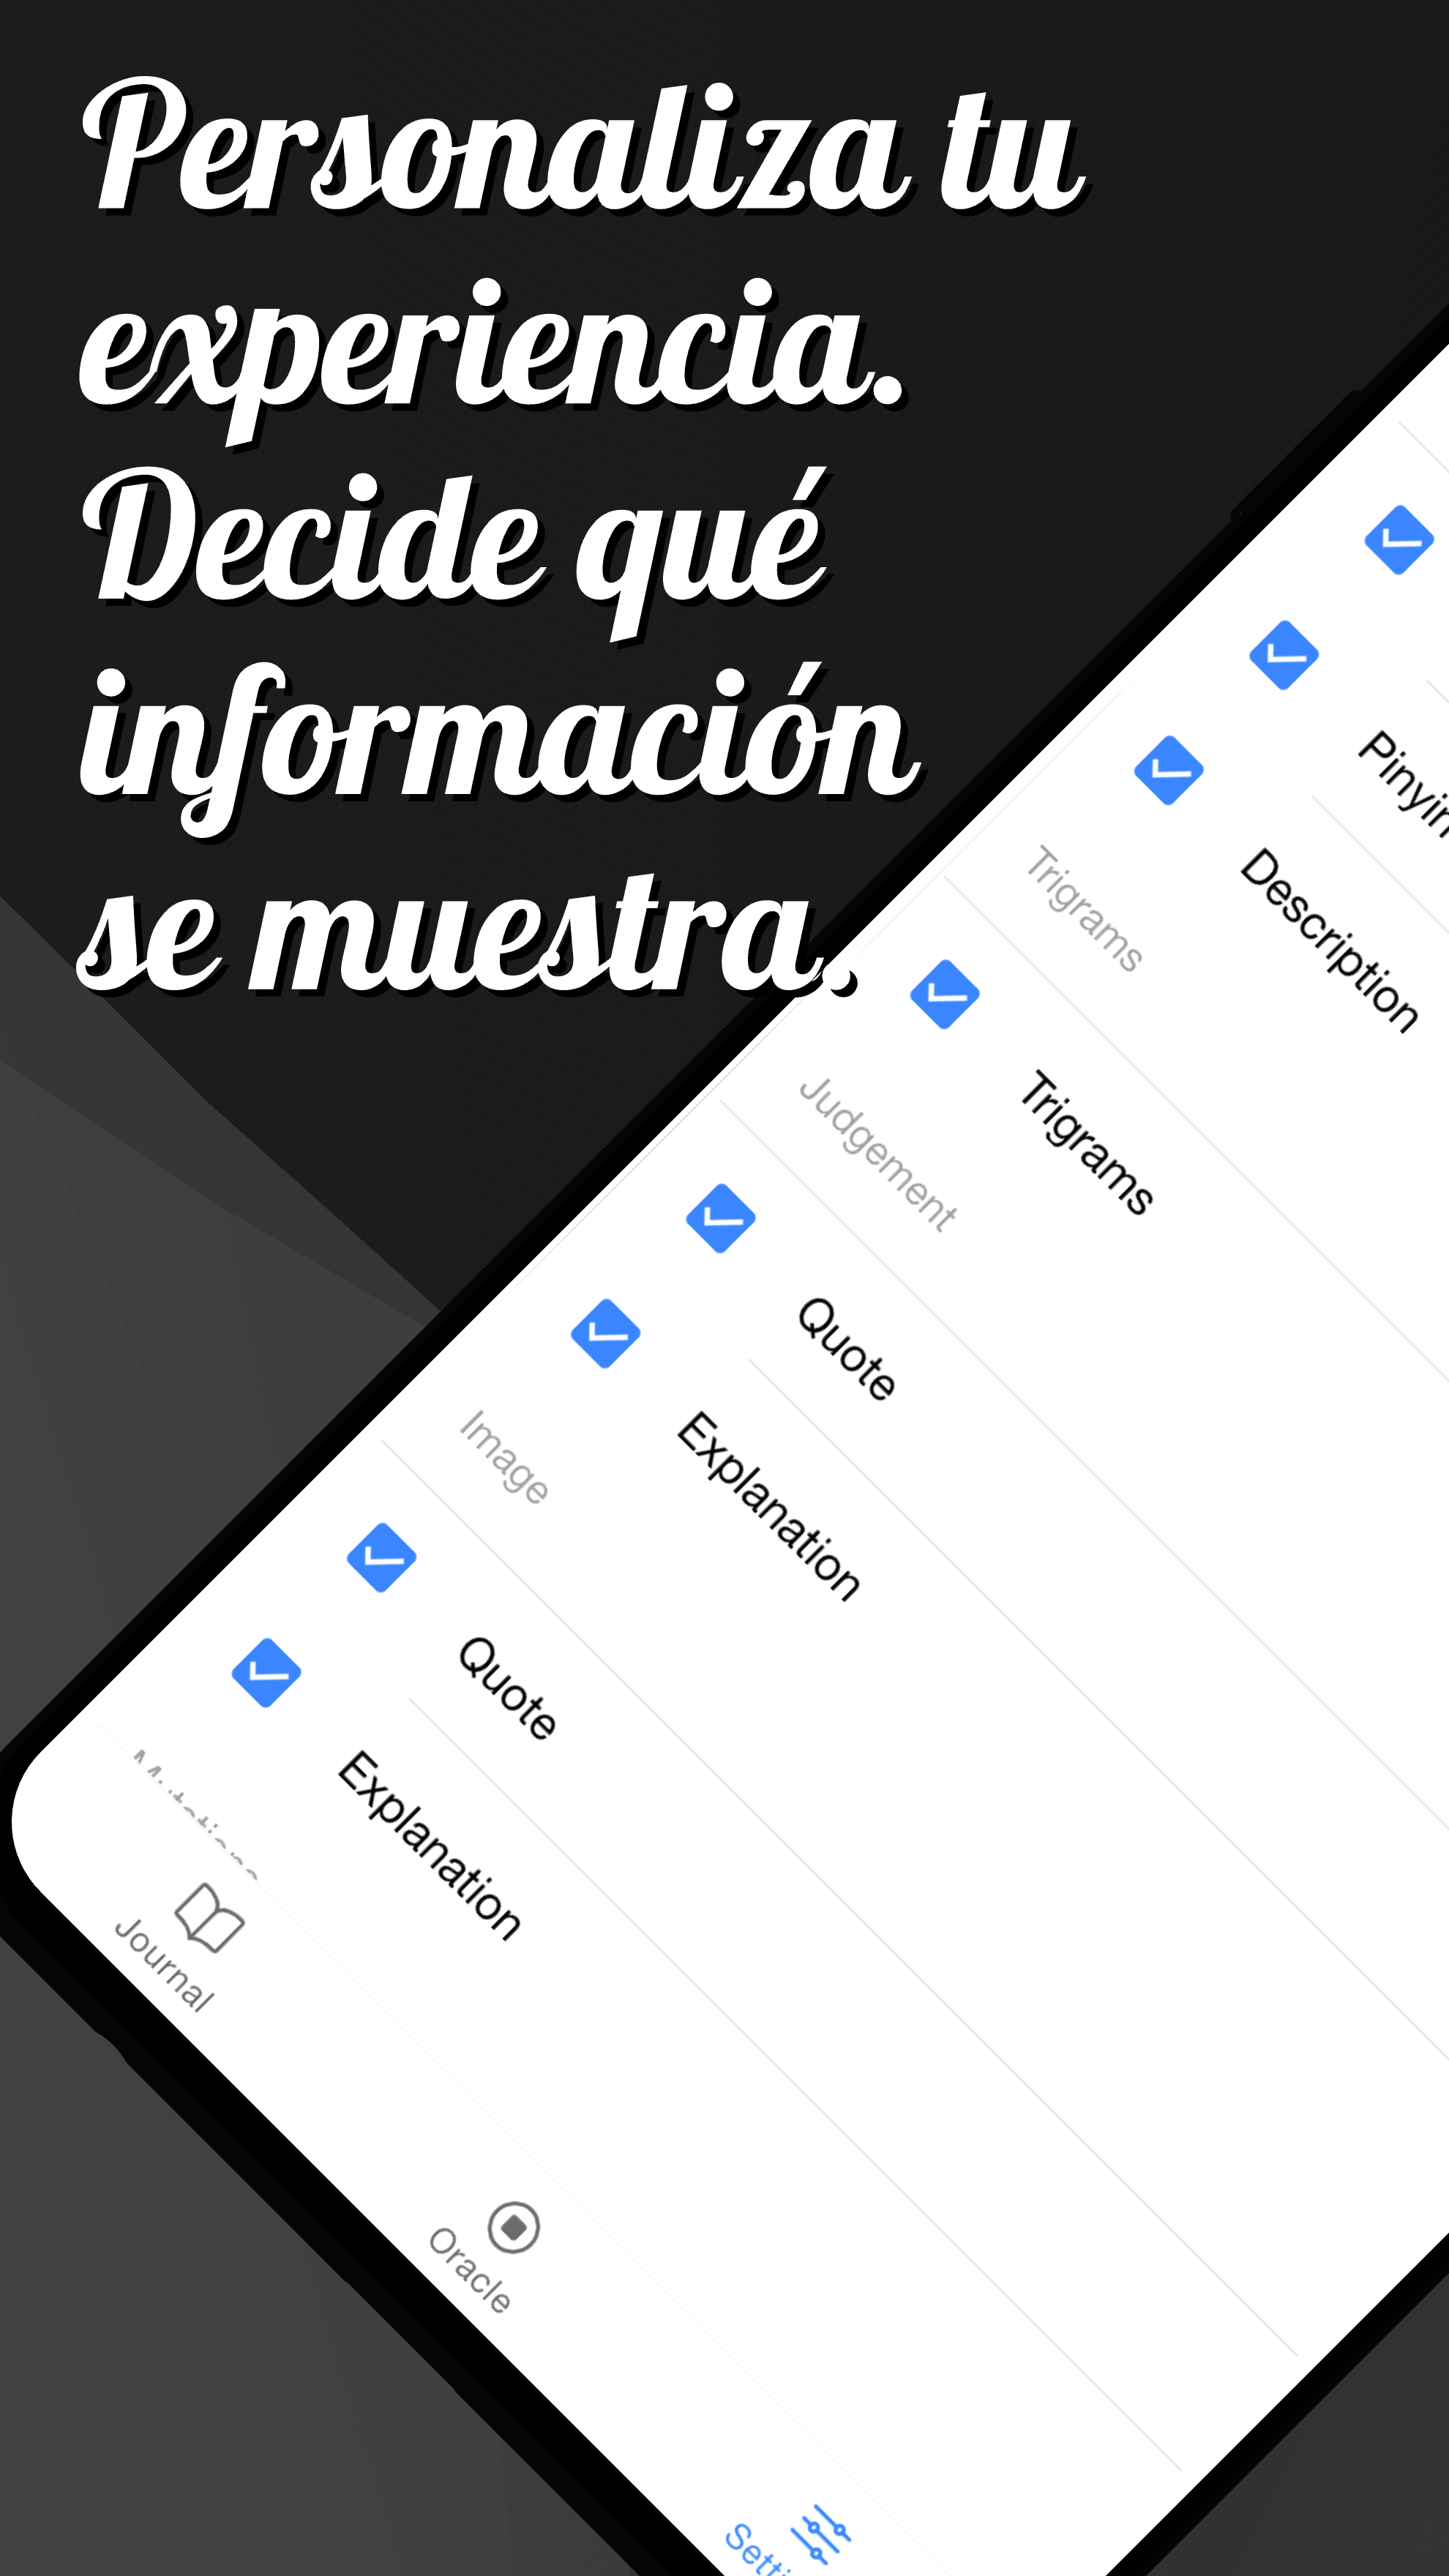 Personaliza tu
experiencia.
Decide qué
información
se muestra.
Description
Trigrams
Trigrams
Judgement
Quote
Explanation
Image
Quote
Explanation
Journal
Oracle